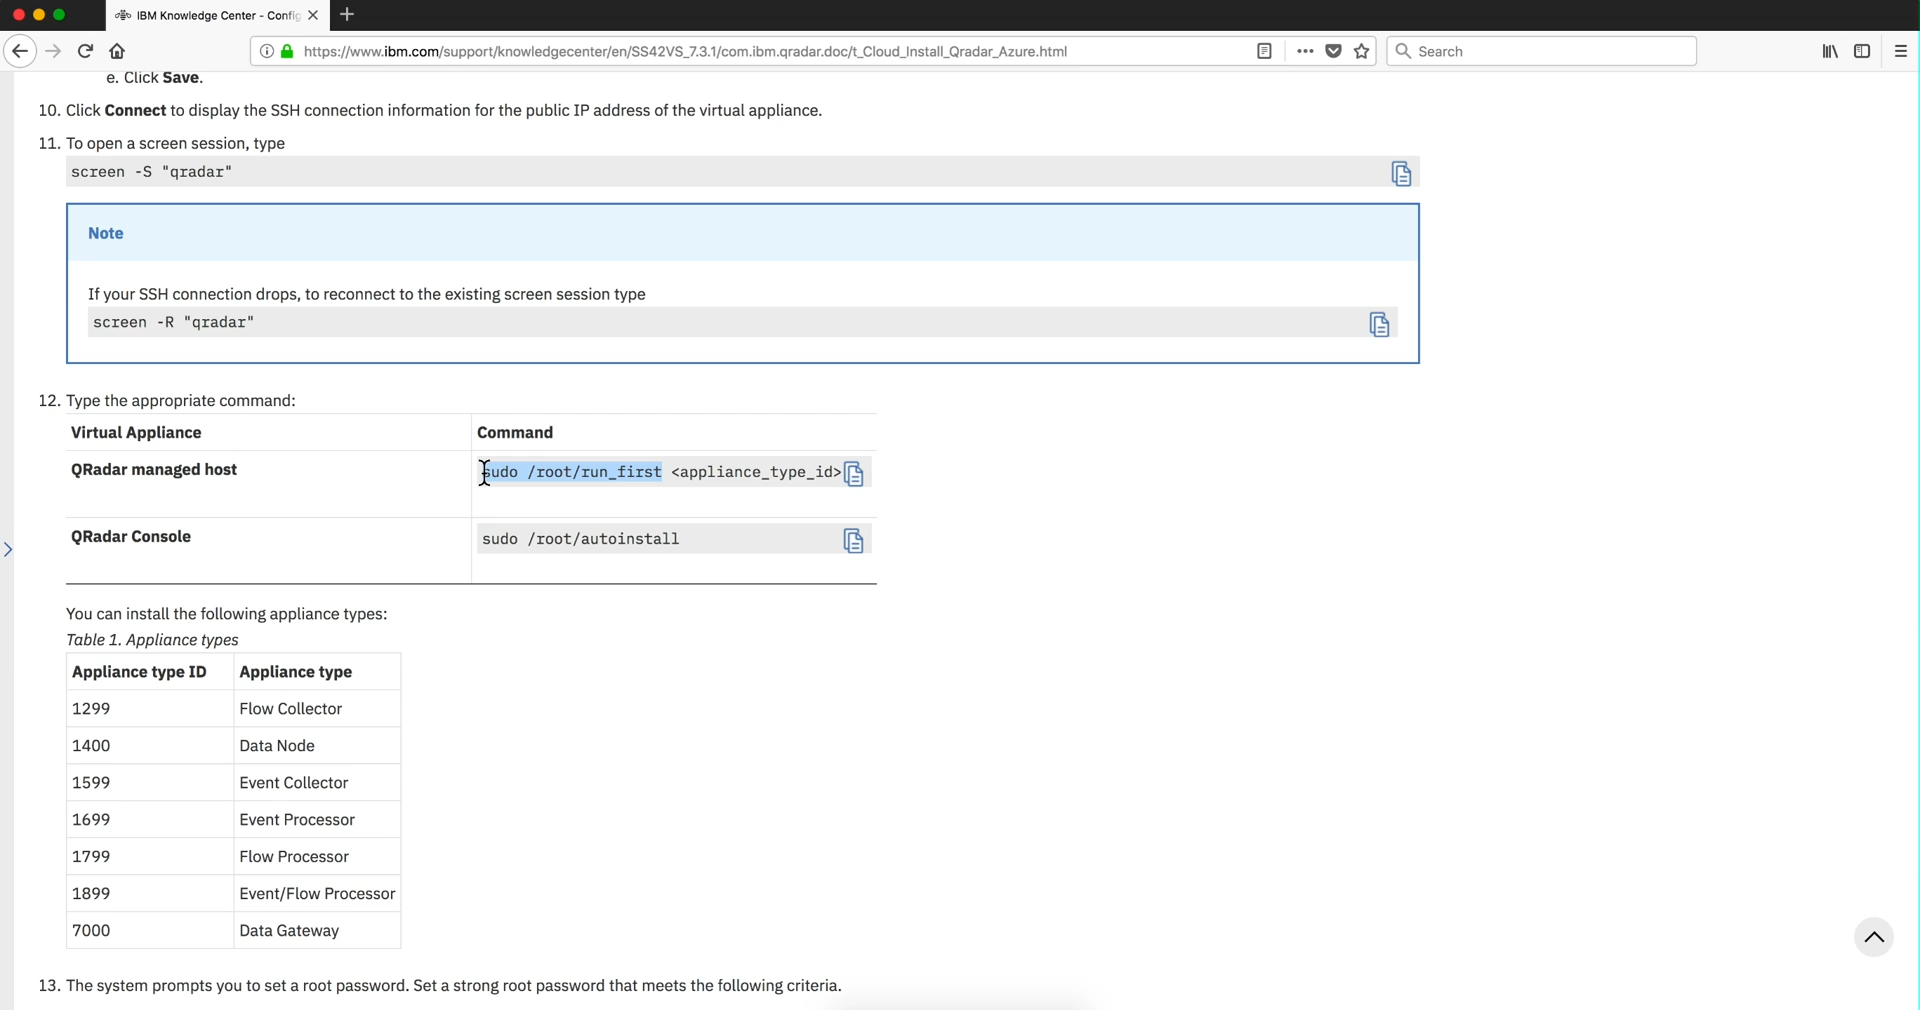 IBM Knowledge Center - Config
https://www.ibm.com/support/knowledgecenter/en/SS42VS_7.3.1/com.ibm.qradar.doc/t_Cloud_Install_Qradar_Azure.html
Search
e. Click Save.
10. Click Connect to display the SSH connection information for the public IP address of the virtual appliance.
11. To open a screen session, type
screen -S "qradar"
Note
If your SSH connection drops, to reconnect to the existing screen session type
screen -R "qradar"
12. Type the appropriate command:
Virtual Appliance Command
QRadar managed host sudo /root/run_first <appliance_type_id>
QRadar Console sudo /root/autoinstall
You can install the following appliance types:
Table 1. Appliance types
Appliance type ID Appliance type
1299 Flow Collector
1400 Data Node
1599 Event Collector
1699 Event Processor
1799 Flow Processor
1899 Event/Flow Processor
7000 Data Gateway
13. The system prompts you to set a root password. Set a strong root password that meets the following criteria.